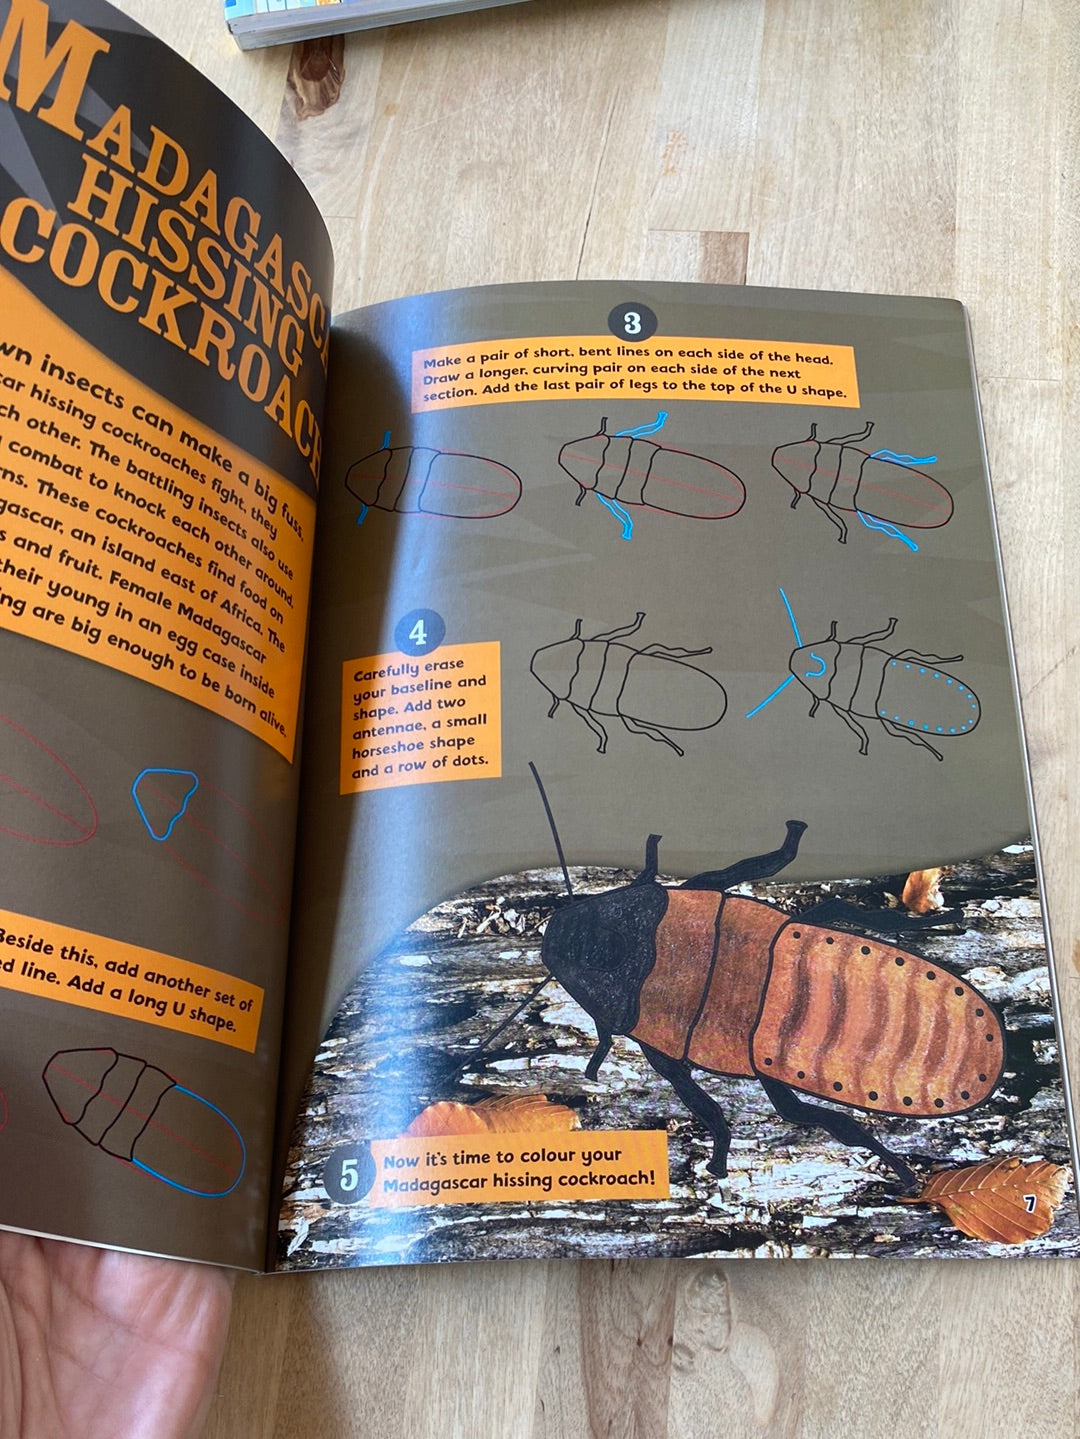 MADAGASC
HISSING
COCKROACH
wn insects can make a big fuss.
car hissing cockroaches fight, they
ch other. The battling insects also use
combat to knock each other around.
rns. These cockroaches find food on
gascar, an island east of Africa. The
s and fruit. Female Madagascar
their young in an egg case inside
ng are big enough to be born alive.
Beside this, add another set of
ed line. Add a long U shape.
3
Make a pair of short, bent lines on each side of the head.
Draw a longer, curving pair on each side of the next
section. Add the last pair of legs to the top of the U shape.
4
Carefully erase
your baseline and
shape. Add two
antennae, a small
horseshoe shape
and a row of dots.
5
Now it's time to colour your
Madagascar hissing cockroach!
7